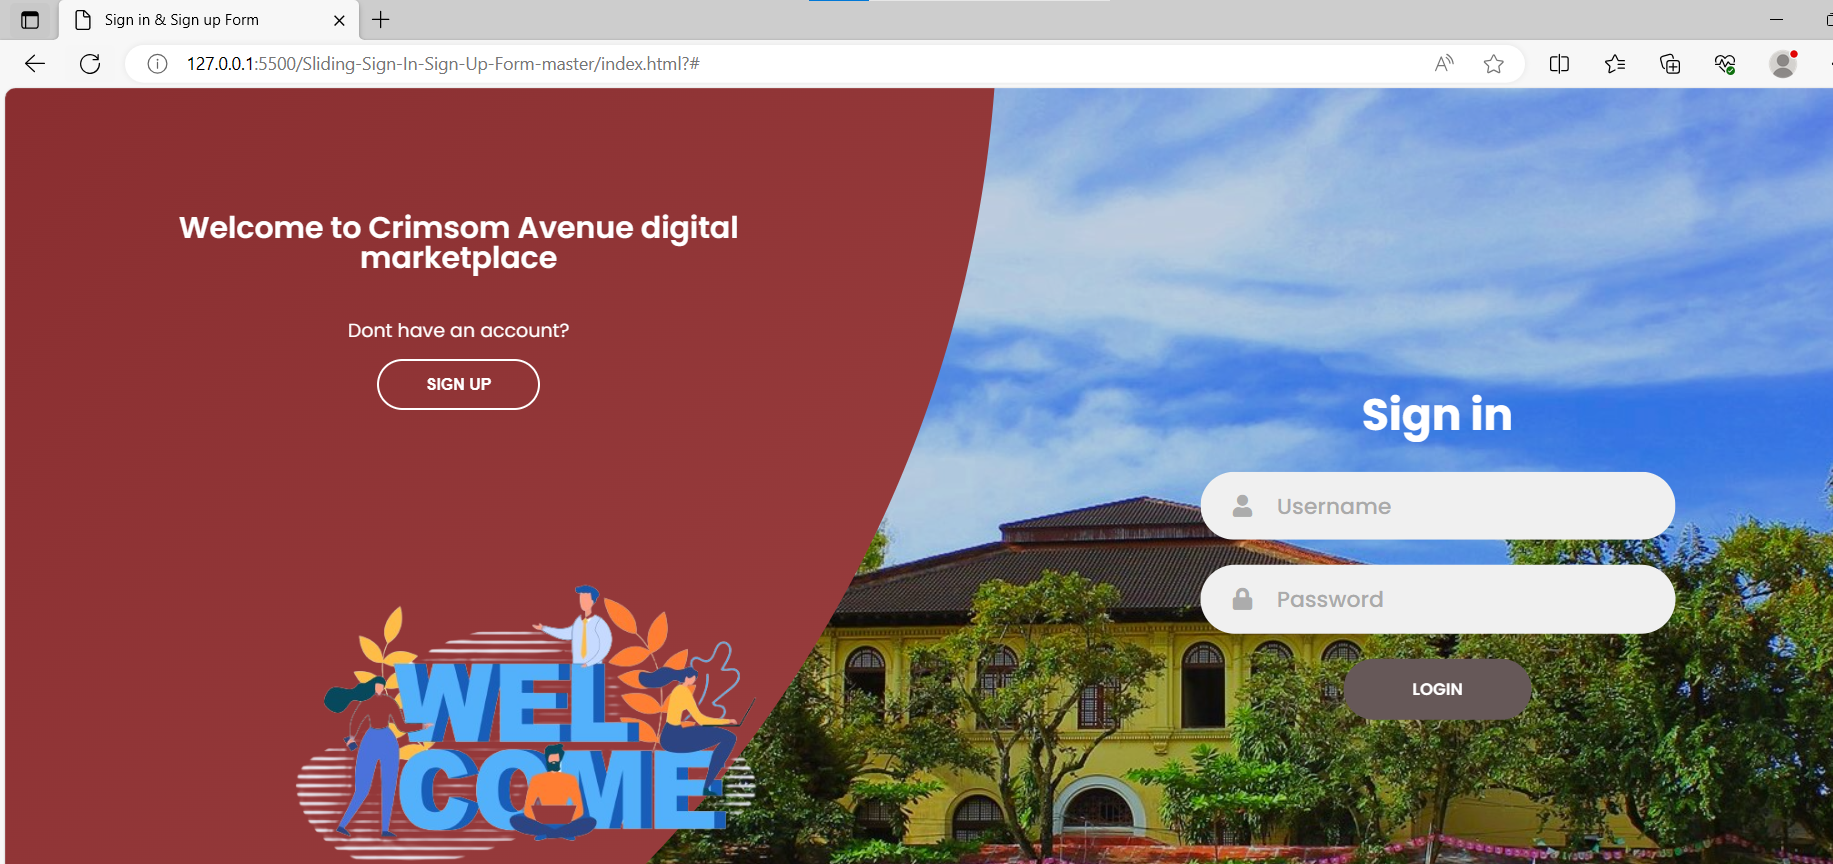 Sign in & Sign up Form
127.0.0.1:5500/Sliding-Sign-In-Sign-Up-Form-master/index.html?#
Welcome to Crimsom Avenue digital
marketplace
Dont have an account?
SIGN UP
WEL
COME
Sign in
Username
Password
LOGIN